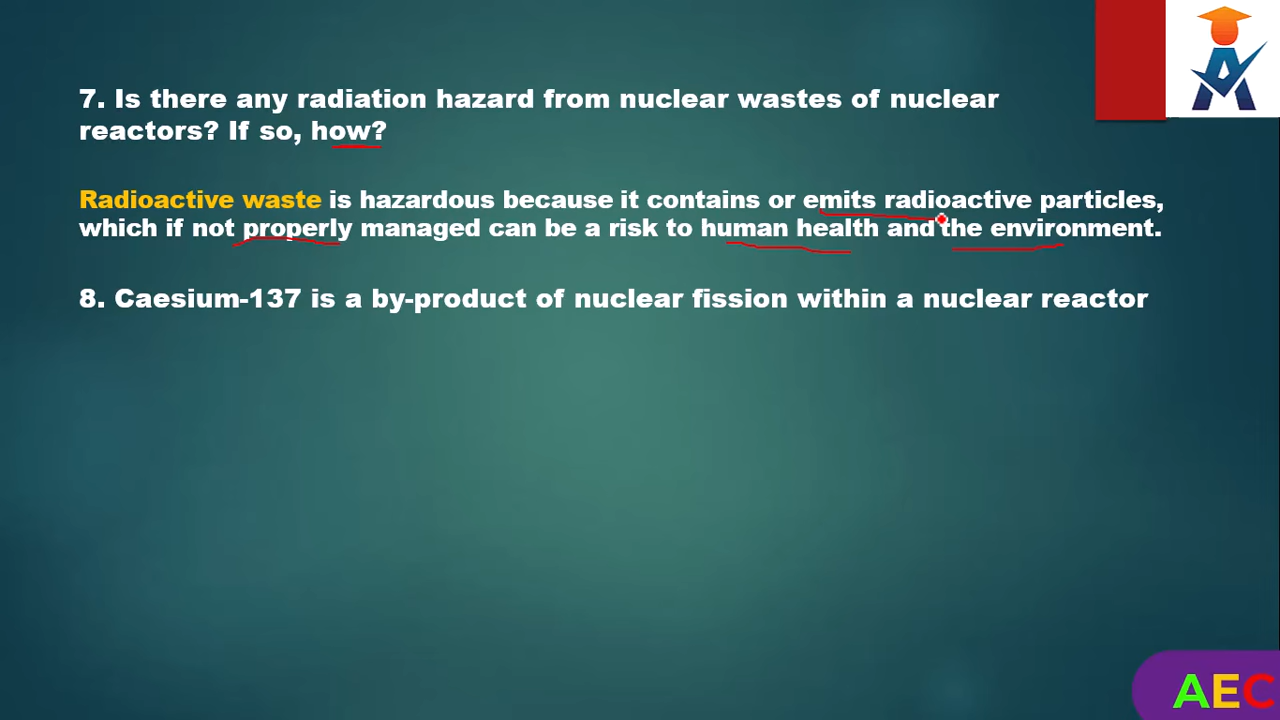 7. Is there any radiation hazard from nuclear wastes of nuclear
reactors? If so, how?
Radioactive waste is hazardous because it contains or emits radioactive particles,
which if not properly managed can be a risk to human health and the environment.
8. Caesium-137 is a by-product of nuclear fission within a nuclear reactor
AEC